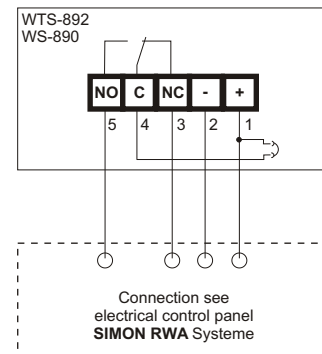 WTS-892
WS-890
NO C NC - +
5 4 3 2 1
Connection see
electrical control panel
SIMON RWA Systeme